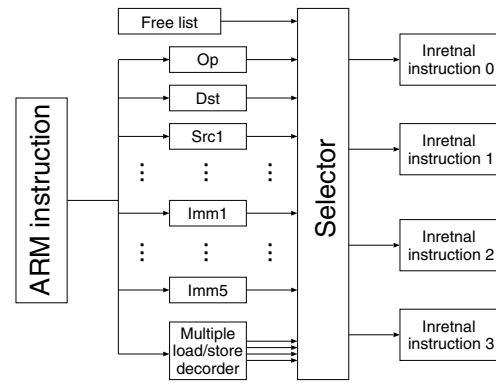 Free list
Op
Dst
Src1
Imm1
Imm5
Multiple
load/store
decorder
ARM instruction
Selector
Inretnal
instruction 0
Inretnal
instruction 1
Inretnal
instruction 2
Inretnal
instruction 3